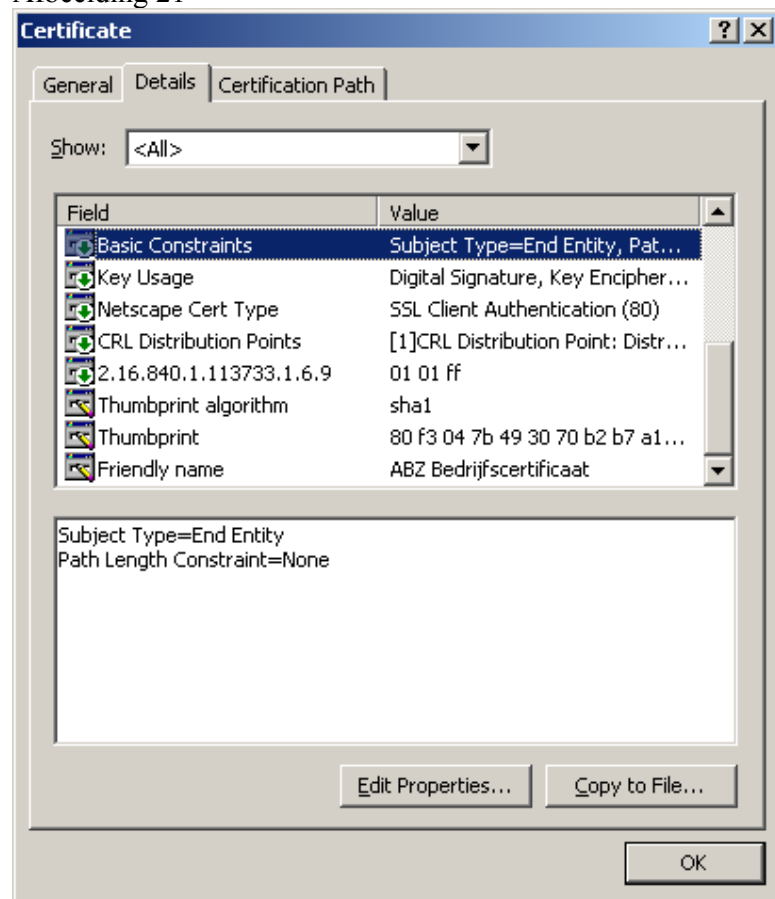 Afbeelding 21
Certificate
General Details Certification Path
Show: <All>
Field Value
Basic Constraints Subject Type=End Entity, Pat...
Key Usage Digital Signature, Key Encipher...
Netscape Cert Type SSL Client Authentication (80)
CRL Distribution Points [1]CRL Distribution Point: Distr...
2.16.840.1.113733.1.6.9 01 01 ff
Thumbprint algorithm sha1
Thumbprint 80 f3 04 7b 49 30 70 b2 b7 a1...
Friendly name ABZ Bedrijfscertificaat
Subject Type=End Entity
Path Length Constraint=None
Edit Properties... Copy to File...
OK